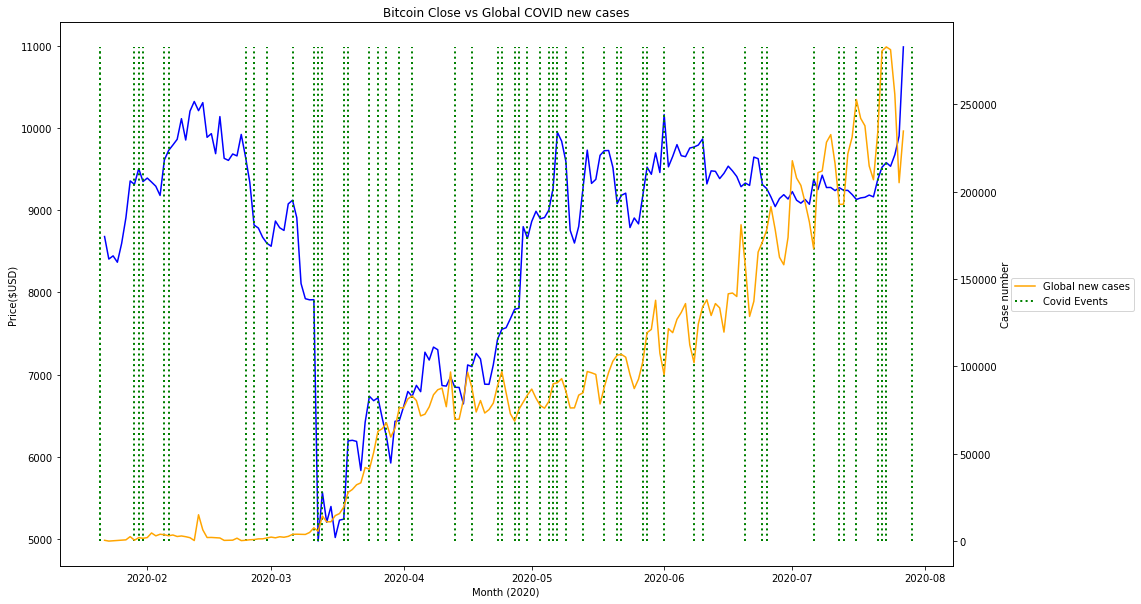 Bitcoin Close vs Global COVID new cases
11000
10000
9000
8000
7000
6000
5000
Price($USD)
250000
200000
150000
100000
50000
0
Case number
Global new cases
Covid Events
2020-02 2020-03 2020-04 2020-05 2020-06 2020-07 2020-08
Month (2020)